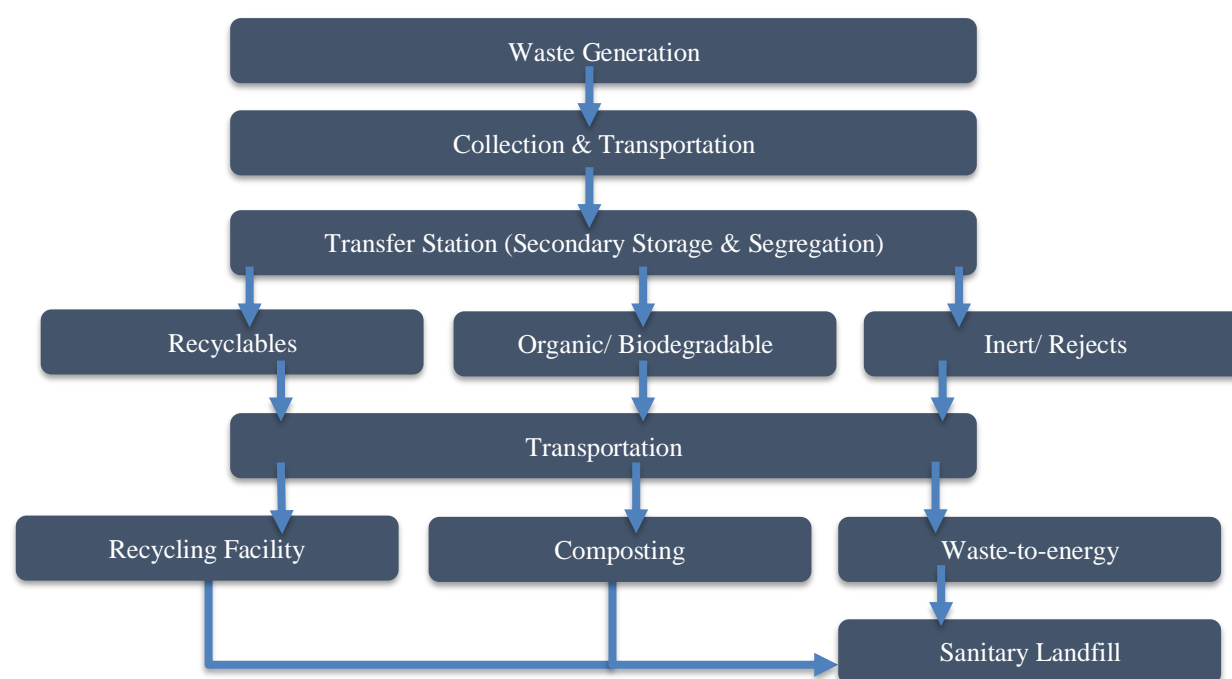 Waste Generation
Collection & Transportation
Transfer Station (Secondary Storage & Segregation)
Recyclables
Organic/ Biodegradable
Inert/ Rejects
Transportation
Recycling Facility
Composting
Waste-to-energy
Sanitary Landfill